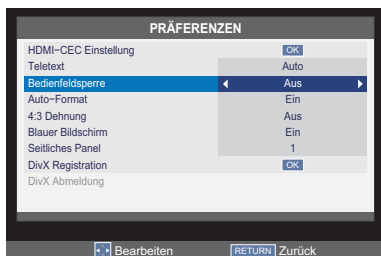 PRÄFERENZEN
HDMI-CEC Einstellung OK
Teletext Auto
Bedienfeldsperre Aus
Auto-Format Ein
4:3 Dehnung Aus
Blauer Bildschirm Ein
Seitliches Panel 1
DivX Registration OK
DivX Abmeldung
Bearbeiten RETURN Zurück